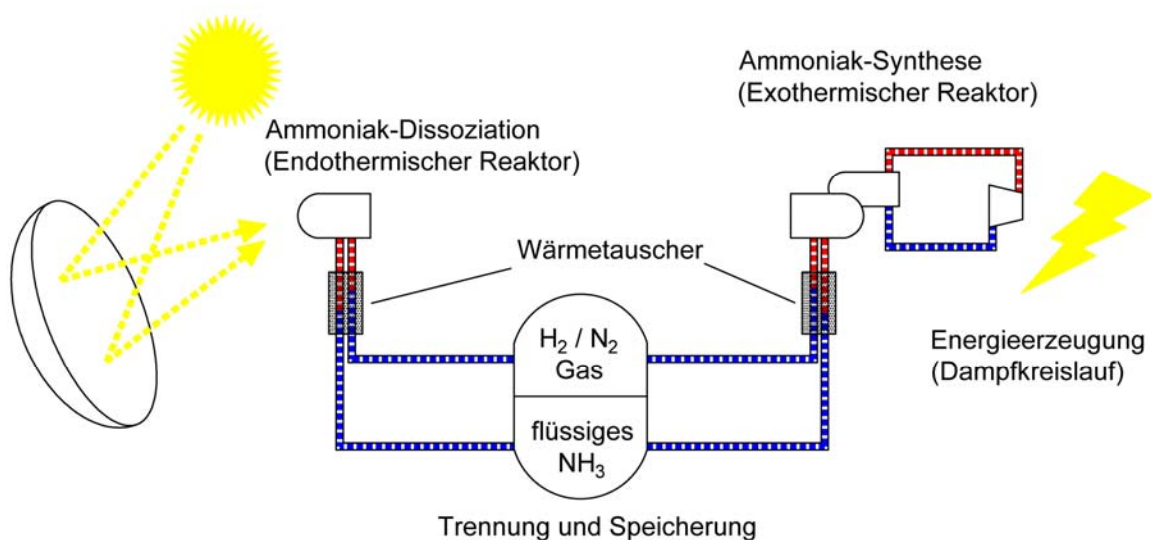 Ammoniak-Synthese
(Exothermischer Reaktor)
Ammoniak-Dissoziation
(Endothermischer Reaktor)
Wärmetauscher
H₂ / N₂
Gas
flüssiges
NH₃
Energieerzeugung
(Dampfkreislauf)
Trennung und Speicherung